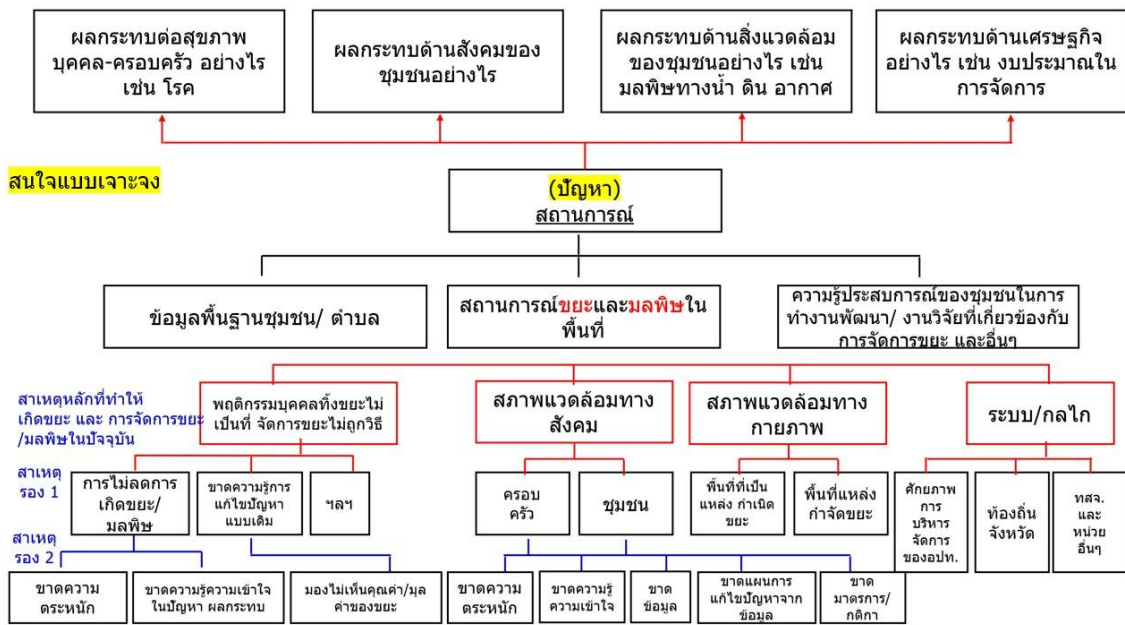 ผลกระทบต่อสุขภาพ
บุคคล-ครอบครัว อย่างไร
เช่น โรค
ผลกระทบด้านสังคมของ
ชุมชนอย่างไร
ผลกระทบด้านสิ่งแวดล้อม
ของชุมชนอย่างไร เช่น
มลพิษทางน้ำ ดิน อากาศ
ผลกระทบด้านเศรษฐกิจ
อย่างไร เช่น งบประมาณใน
การจัดการ
สนใจแบบเจาะจง
(ปัญหา)
สถานการณ์
ข้อมูลพื้นฐานชุมชน/ ตำบล
สถานการณ์ขยะและมลพิษใน
พื้นที่
ความรู้ประสบการณ์ของชุมชนในการ
ทำงานพัฒนา/ งานวิจัยที่เกี่ยวข้องกับ
การจัดการขยะ และอื่นๆ
สาเหตุหลักที่ทำให้
เกิดขยะ และ การจัดการขยะ
/มลพิษในปัจจุบัน
พฤติกรรมบุคคลทิ้งขยะไม่
เป็นที่ จัดการขยะไม่ถูกวิธี
สภาพแวดล้อมทาง
สังคม
สภาพแวดล้อมทาง
กายภาพ
ระบบ/กลไก
สาเหตุ
รอง 1
การไม่ลดการ
เกิดขยะ/
มลพิษ
ขาดความรู้การ
แก้ไขปัญหา
แบบเดิม
ฯลฯ
ครอบ
ครัว
ชุมชน
พื้นที่ที่เป็น
แหล่ง กำเนิด
ขยะ
พื้นที่แหล่ง
กำจัดขยะ
ศักยภาพ
การ
บริหาร
จัดการ
ของอปท.
ท้องถิ่น
จังหวัด
ทสจ.
และ
หน่วย
อื่นๆ
สาเหตุ
รอง 2
ขาดความ
ตระหนัก
ขาดความรู้ความเข้าใจ
ในปัญหา ผลกระทบ
มองไม่เห็นคุณค่า/มูล
ค่าของขยะ
ขาดความ
ตระหนัก
ขาดความรู้
ความเข้าใจ
ขาด
ข้อมูล
ขาดแผนการ
แก้ไขปัญหาจาก
ข้อมูล
ขาด
มาตรการ/
กติกา